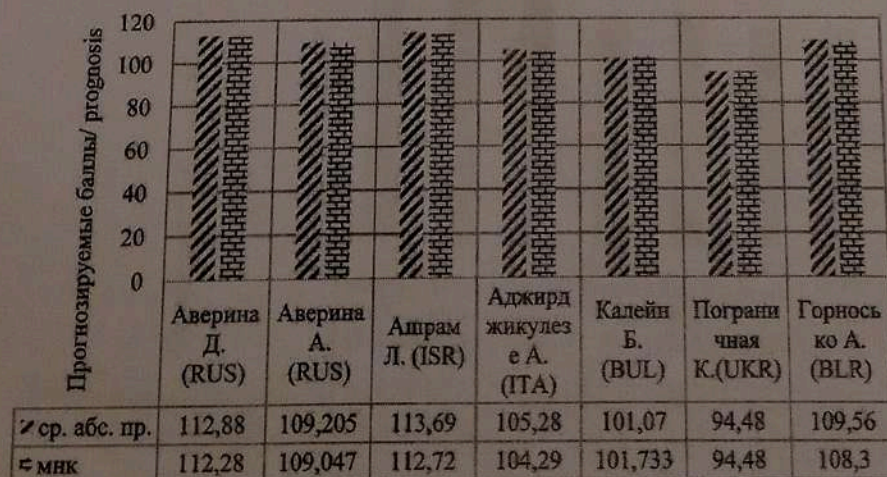 Прогнозируемые баллы/ prognosis
120
100
80
60
40
20
0
Аверина Д. (RUS)
Аверина А. (RUS)
Ашрам Л. (ISR)
Аджирд жикулез е А. (ITA)
Калейн Б. (BUL)
Пограни чная К.(UKR)
Горнось ко А. (BLR)
ср. абс. пр. 112,88 109,205 113,69 105,28 101,07 94,48 109,56
мнк 112,28 109,047 112,72 104,29 101,733 94,48 108,3